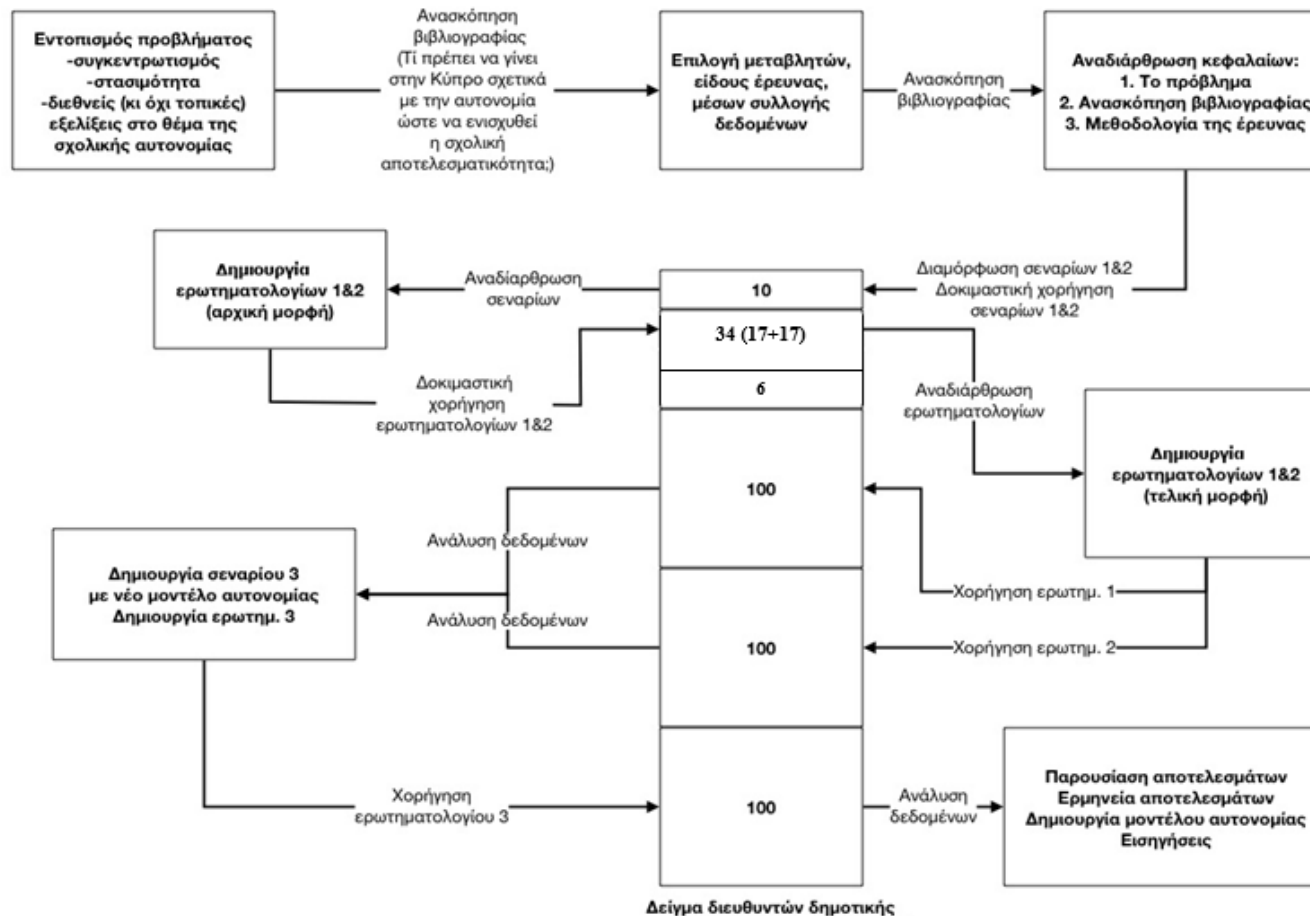 Εντοπισμός προβλήματος
-συγκεντρωτισμός
-στασιμότητα
-διεθνείς (κι όχι τοπικές)
εξελίξεις στο θέμα της
σχολικής αυτονομίας
Ανασκόπηση
βιβλιογραφίας
(Τί πρέπει να γίνει
στην Κύπρο σχετικά
με την αυτονομία
ώστε να ενισχυθεί
η σχολική
αποτελεσματικότητα;)
Επιλογή μεταβλητών,
είδους έρευνας,
μέσων συλλογής
δεδομένων
Ανασκόπηση
βιβλιογραφίας
Αναδιάρθρωση κεφαλαίων:
1. Το πρόβλημα
2. Ανασκόπηση βιβλιογραφίας
3. Μεθοδολογία της έρευνας
Διαμόρφωση σεναρίων 1&2
Δοκιμαστική χορήγηση
σεναρίων 1&2
10
Αναδίαρθρωση
σεναρίων
Δημιουργία
ερωτηματολογίων 1&2
(αρχική μορφή)
Δοκιμαστική
χορήγηση
ερωτηματολογίων 1&2
34 (17+17)
6
Αναδιάρθρωση
ερωτηματολογίων
Δημιουργία
ερωτηματολογίων 1&2
(τελική μορφή)
Χορήγηση ερωτημ. 1
Χορήγηση ερωτημ. 2
100
100
Ανάλυση δεδομένων
Ανάλυση δεδομένων
Δημιουργία σεναρίου 3
με νέο μοντέλο αυτονομίας
Δημιουργία ερωτημ. 3
Χορήγηση
ερωτηματολογίου 3
100
Ανάλυση
δεδομένων
Παρουσίαση αποτελεσμάτων
Ερμηνεία αποτελεσμάτων
Δημιουργία μοντέλου αυτονομίας
Εισηγήσεις
Δείγμα διευθυντών δημοτικής